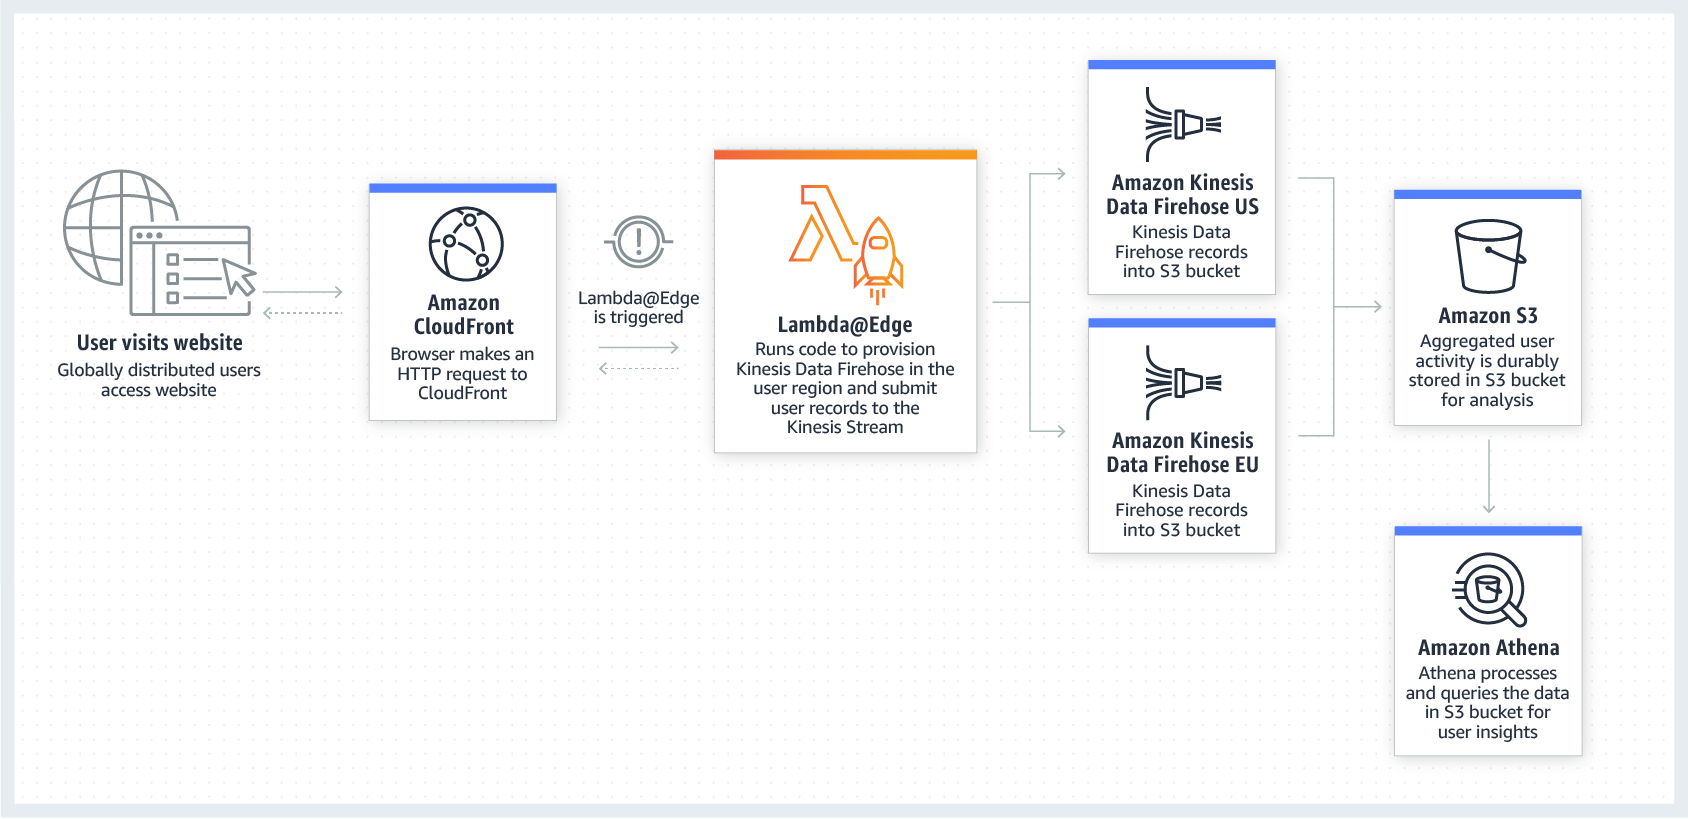 User visits website
Globally distributed users
access website
Amazon
CloudFront
Browser makes an
HTTP request to
CloudFront
Lambda@Edge
is triggered
Lambda@Edge
Runs code to provision
Kinesis Data Firehose in the
user region and submit
user records to the
Kinesis Stream
Amazon Kinesis
Data Firehose US
Kinesis Data
Firehose records
into S3 bucket
Amazon Kinesis
Data Firehose EU
Kinesis Data
Firehose records
into S3 bucket
Amazon S3
Aggregated user
activity is durably
stored in S3 bucket
for analysis
Amazon Athena
Athena processes
and queries the data
in S3 bucket for
user insights